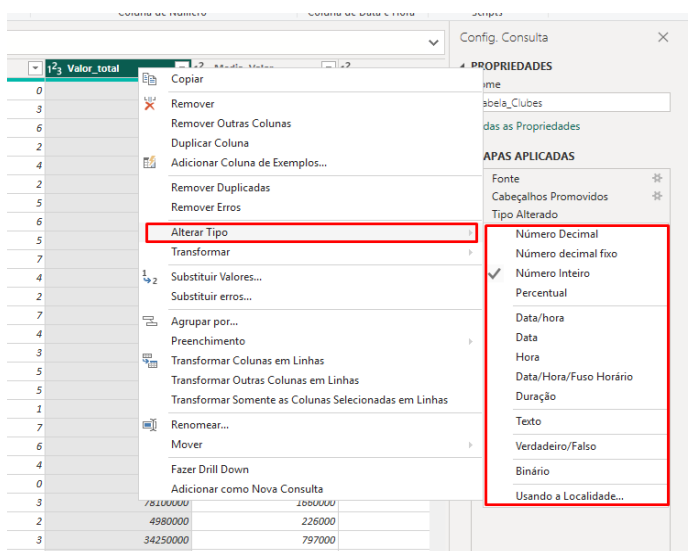 Coluna de Número Coluna de Data e Hora Scripts
Config. Consulta
PROPRIEDADES
ome
abela_Clubes
das as Propriedades
APAS APLICADAS
Fonte
Cabeçalhos Promovidos
Tipo Alterado
1²3 Valor_total
Copiar
Remover
Remover Outras Colunas
Duplicar Coluna
Adicionar Coluna de Exemplos...
Remover Duplicadas
Remover Erros
Alterar Tipo
Transformar
Substituir Valores...
Substituir erros...
Agrupar por...
Preenchimento
Transformar Colunas em Linhas
Transformar Outras Colunas em Linhas
Transformar Somente as Colunas Selecionadas em Linhas
Renomear...
Mover
Fazer Drill Down
Adicionar como Nova Consulta
Número Decimal
Número decimal fixo
Número Inteiro
Percentual
Data/hora
Data
Hora
Data/Hora/Fuso Horário
Duração
Texto
Verdadeiro/Falso
Binário
Usando a Localidade...
0
3
6
2
4
2
5
6
5
7
4
2
7
4
3
5
5
1
7
6
4
0
3 78100000 1660000
2 4980000 226000
3 34250000 797000